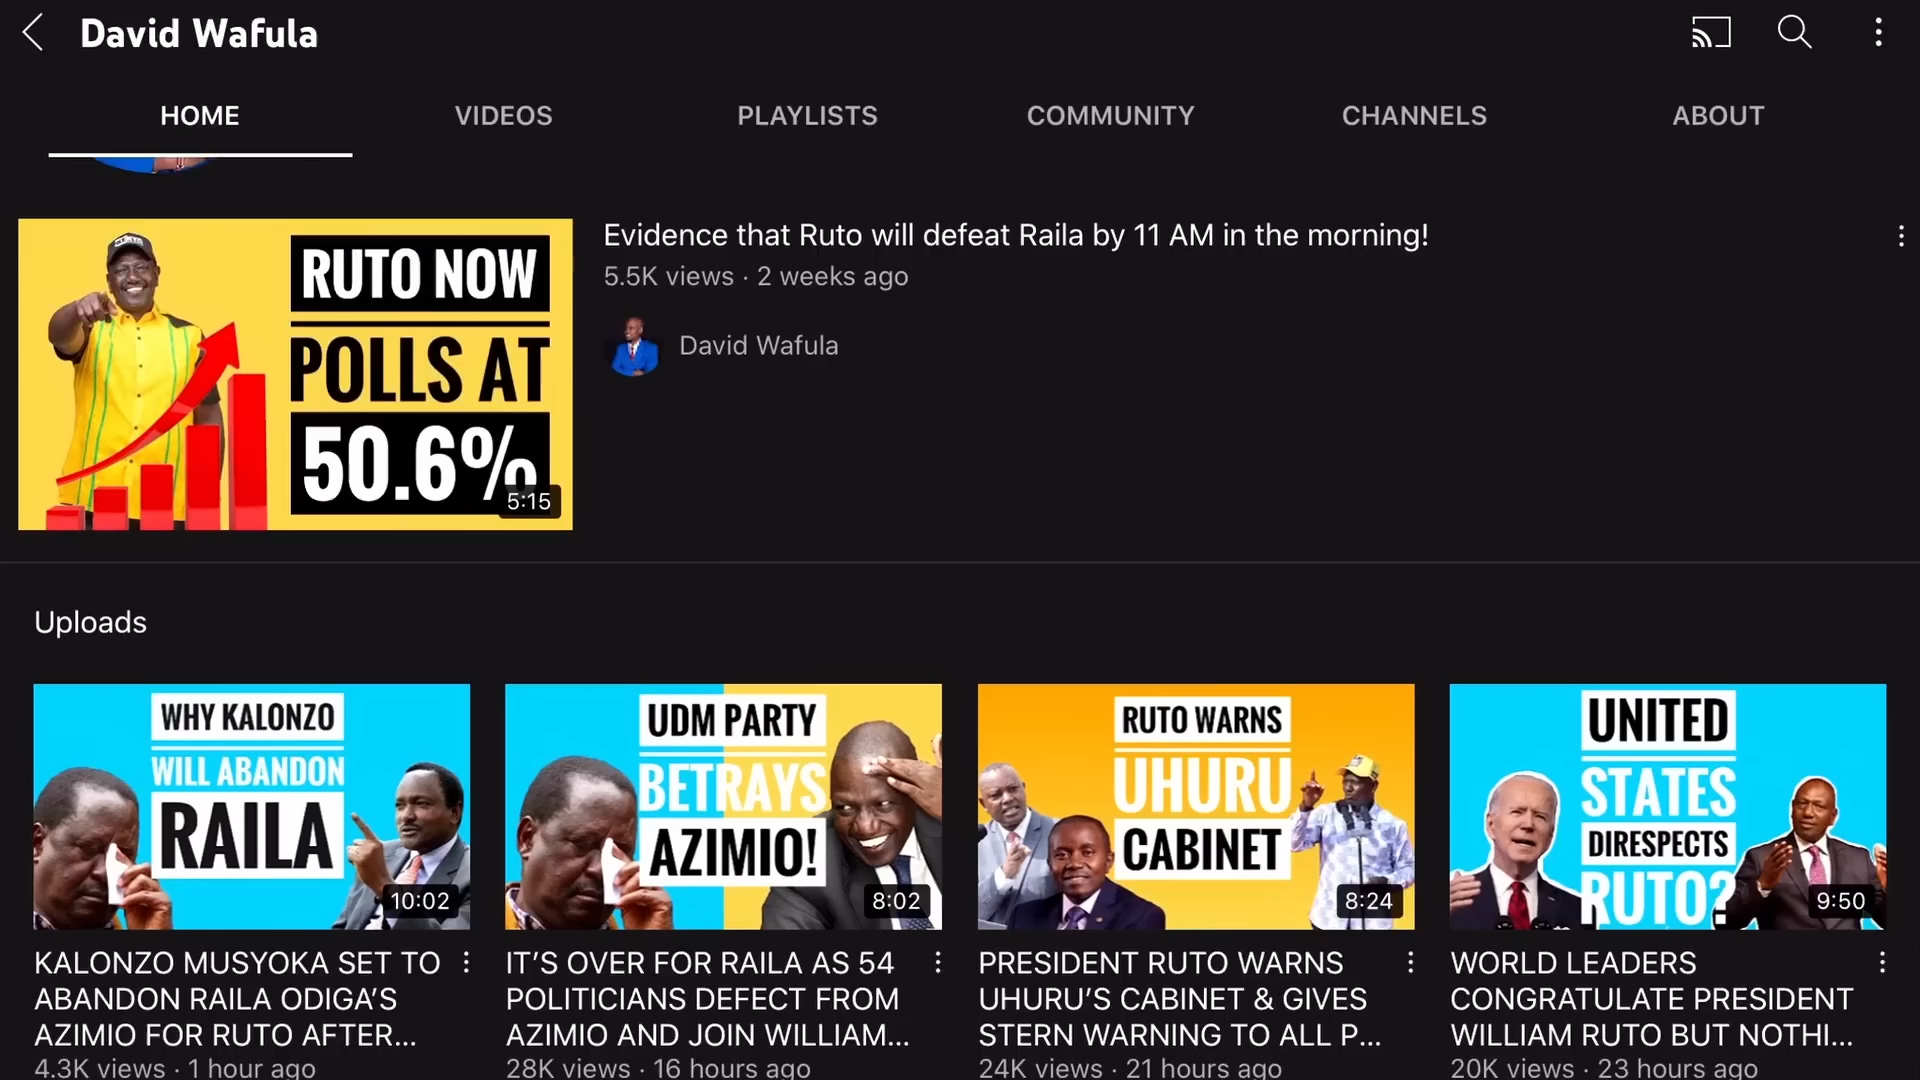 David Wafula
HOME
VIDEOS
PLAYLISTS
COMMUNITY
CHANNELS
ABOUT
RUTO NOW
POLLS AT
50.6%
5:15
Evidence that Ruto will defeat Raila by 11 AM in the morning!
5.5K views · 2 weeks ago
David Wafula
Uploads
WHY KALONZO
WILL ABANDON
RAILA
10:02
KALONZO MUSYOKA SET TO
ABANDON RAILA ODIGA'S
AZIMIO FOR RUTO AFTER...
4.3K views · 1 hour ago
UDM PARTY
BETRAYS
AZIMIO!
8:02
IT'S OVER FOR RAILA AS 54
POLITICIANS DEFECT FROM
AZIMIO AND JOIN WILLIAM...
28K views · 16 hours ago
RUTO WARNS
UHURU
CABINET
8:24
PRESIDENT RUTO WARNS
UHURU'S CABINET & GIVES
STERN WARNING TO ALL P...
24K views · 21 hours ago
UNITED
STATES
DIRESPECTS
RUTO?
9:50
WORLD LEADERS
CONGRATULATE PRESIDENT
WILLIAM RUTO BUT NOTHI...
20K views · 23 hours ago